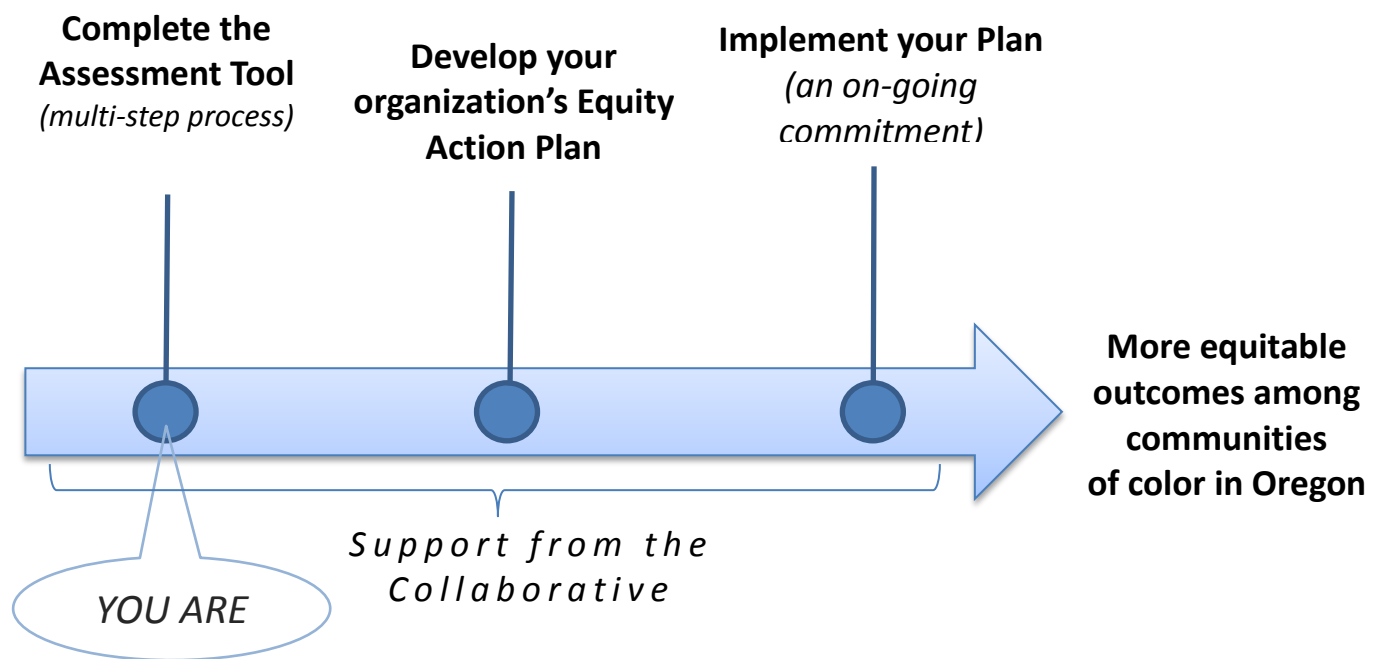 Complete the
Assessment Tool
(multi-step process)
Develop your
organization's Equity
Action Plan
Implement your Plan
(an on-going
commitment)
More equitable
outcomes among
communities
of color in Oregon
Support from the
Collaborative
YOU ARE